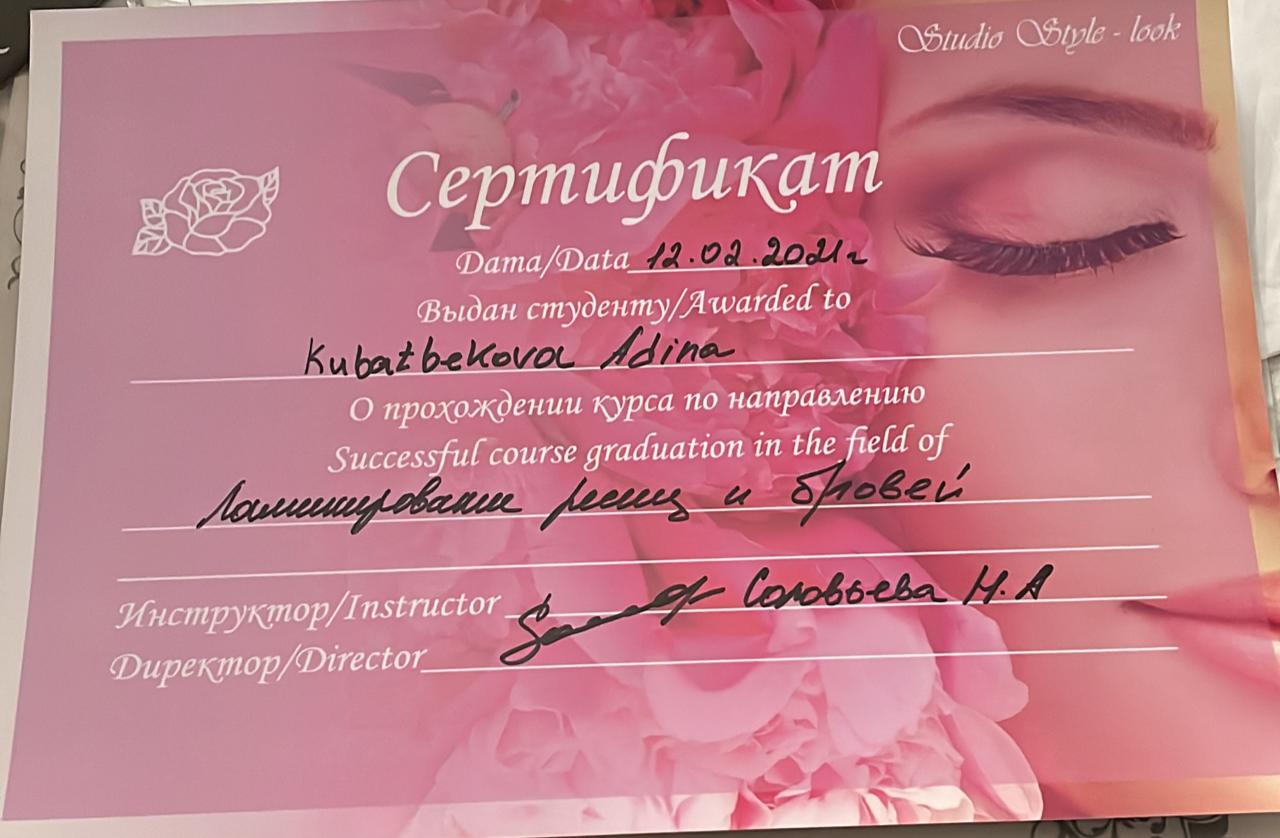 Studio Style - look
Сертификат
Дата/Data 12.02.2021г
Выдан студенту/Awarded to
Kubatbekova Adina
О прохождении курса по направлению
Successful course graduation in the field of
Ламинирование ресниц и бровей
Инструктор/Instructor Соловьева Н.А
Директор/Director